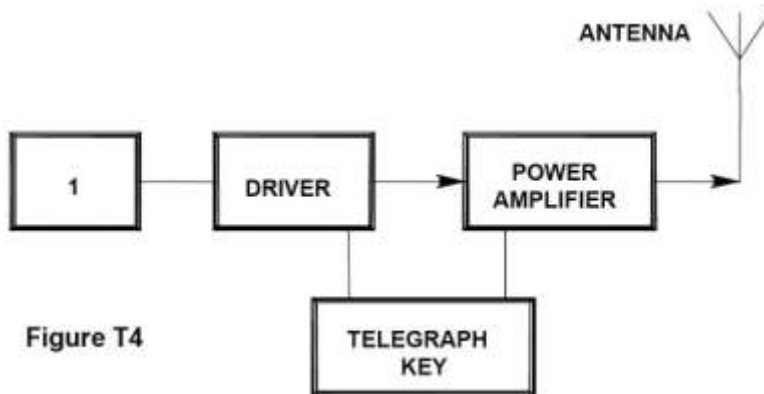 ANTENNA
1
DRIVER
POWER
AMPLIFIER
TELEGRAPH
KEY
Figure T4